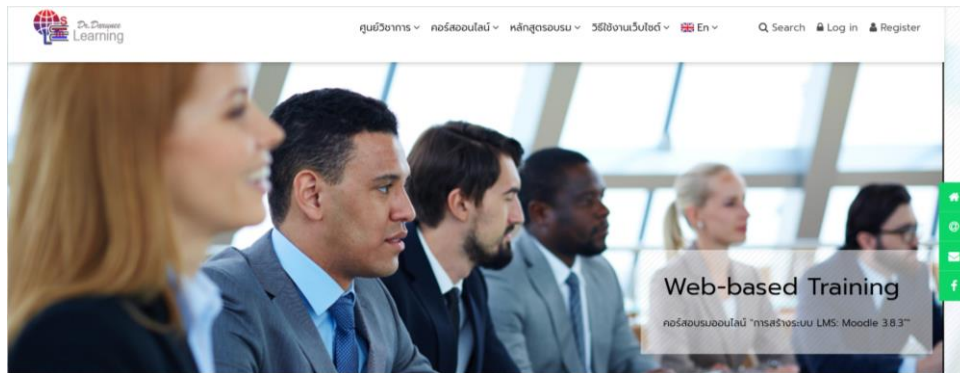 Dr. Darunee
Learning
ศูนย์วิชาการ คอร์สออนไลน์ หลักสูตรอบรม วิธีใช้งานเว็บไซต์ En Search Log in Register
Web-based Training
คอร์สอบรมออนไลน์ "การสร้างระบบ LMS: Moodle 3.8.3"